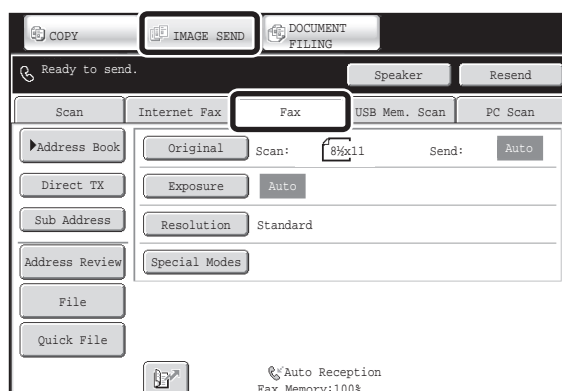 COPY
IMAGE SEND
DOCUMENT
FILING
Ready to send.
Speaker
Resend
Scan
Internet Fax
Fax
USB Mem. Scan
PC Scan
Address Book
Original
Scan:
8½x11
Send:
Auto
Direct TX
Exposure
Auto
Sub Address
Resolution
Standard
Address Review
Special Modes
File
Quick File
Auto Reception
Fax Memory:100%